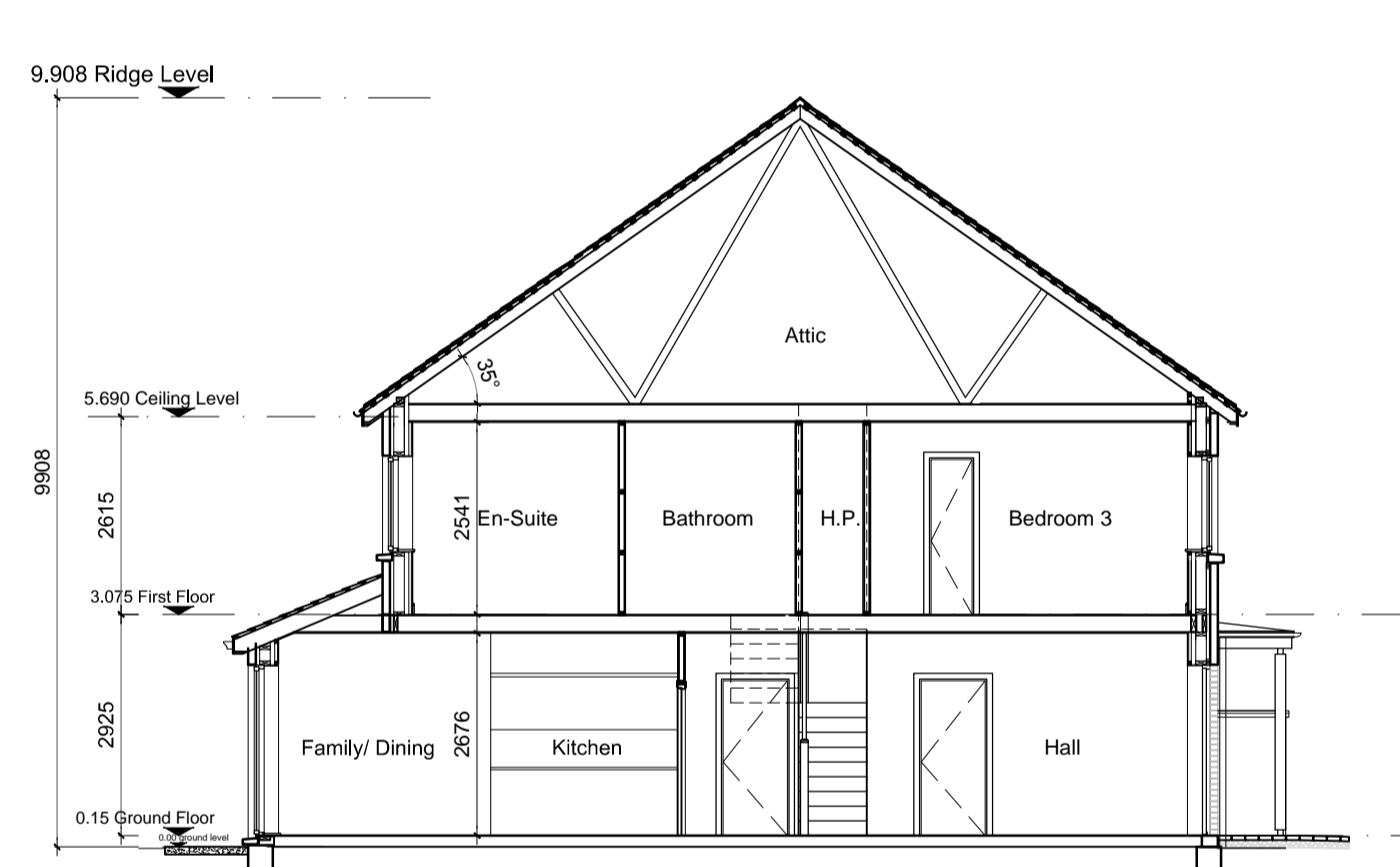 9.908 Ridge Level
Attic
35°
5.690 Ceiling Level
9908
2615
2541
En-Suite
Bathroom
H.P.
Bedroom 3
3.075 First Floor
2925
2676
Family/ Dining
Kitchen
Hall
0.15 Ground Floor
0.00 ground level